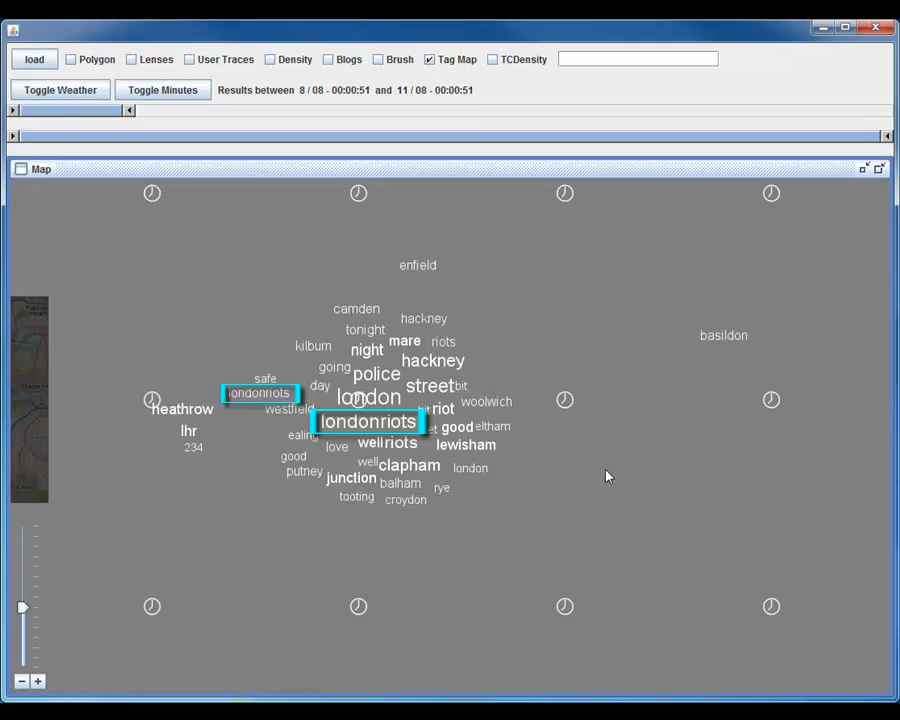 load Polygon Lenses User Traces Density Blogs Brush Tag Map TCDensity
Toggle Weather Toggle Minutes Results between 8 / 08 - 00:00:51 and 11 / 08 - 00:00:51
Map
enfield
camden
hackney
tonight
basildon
mare
riots
kilburn
night
hackney
going
police
safe
day
street
bit
londonriots
london
woolwich
heathrow
westfield
riot
londonriots
good
eltham
lhr
ealing
well
riots
lewisham
234
love
good
well
clapham
london
putney
junction
balham
rye
tooting
croydon